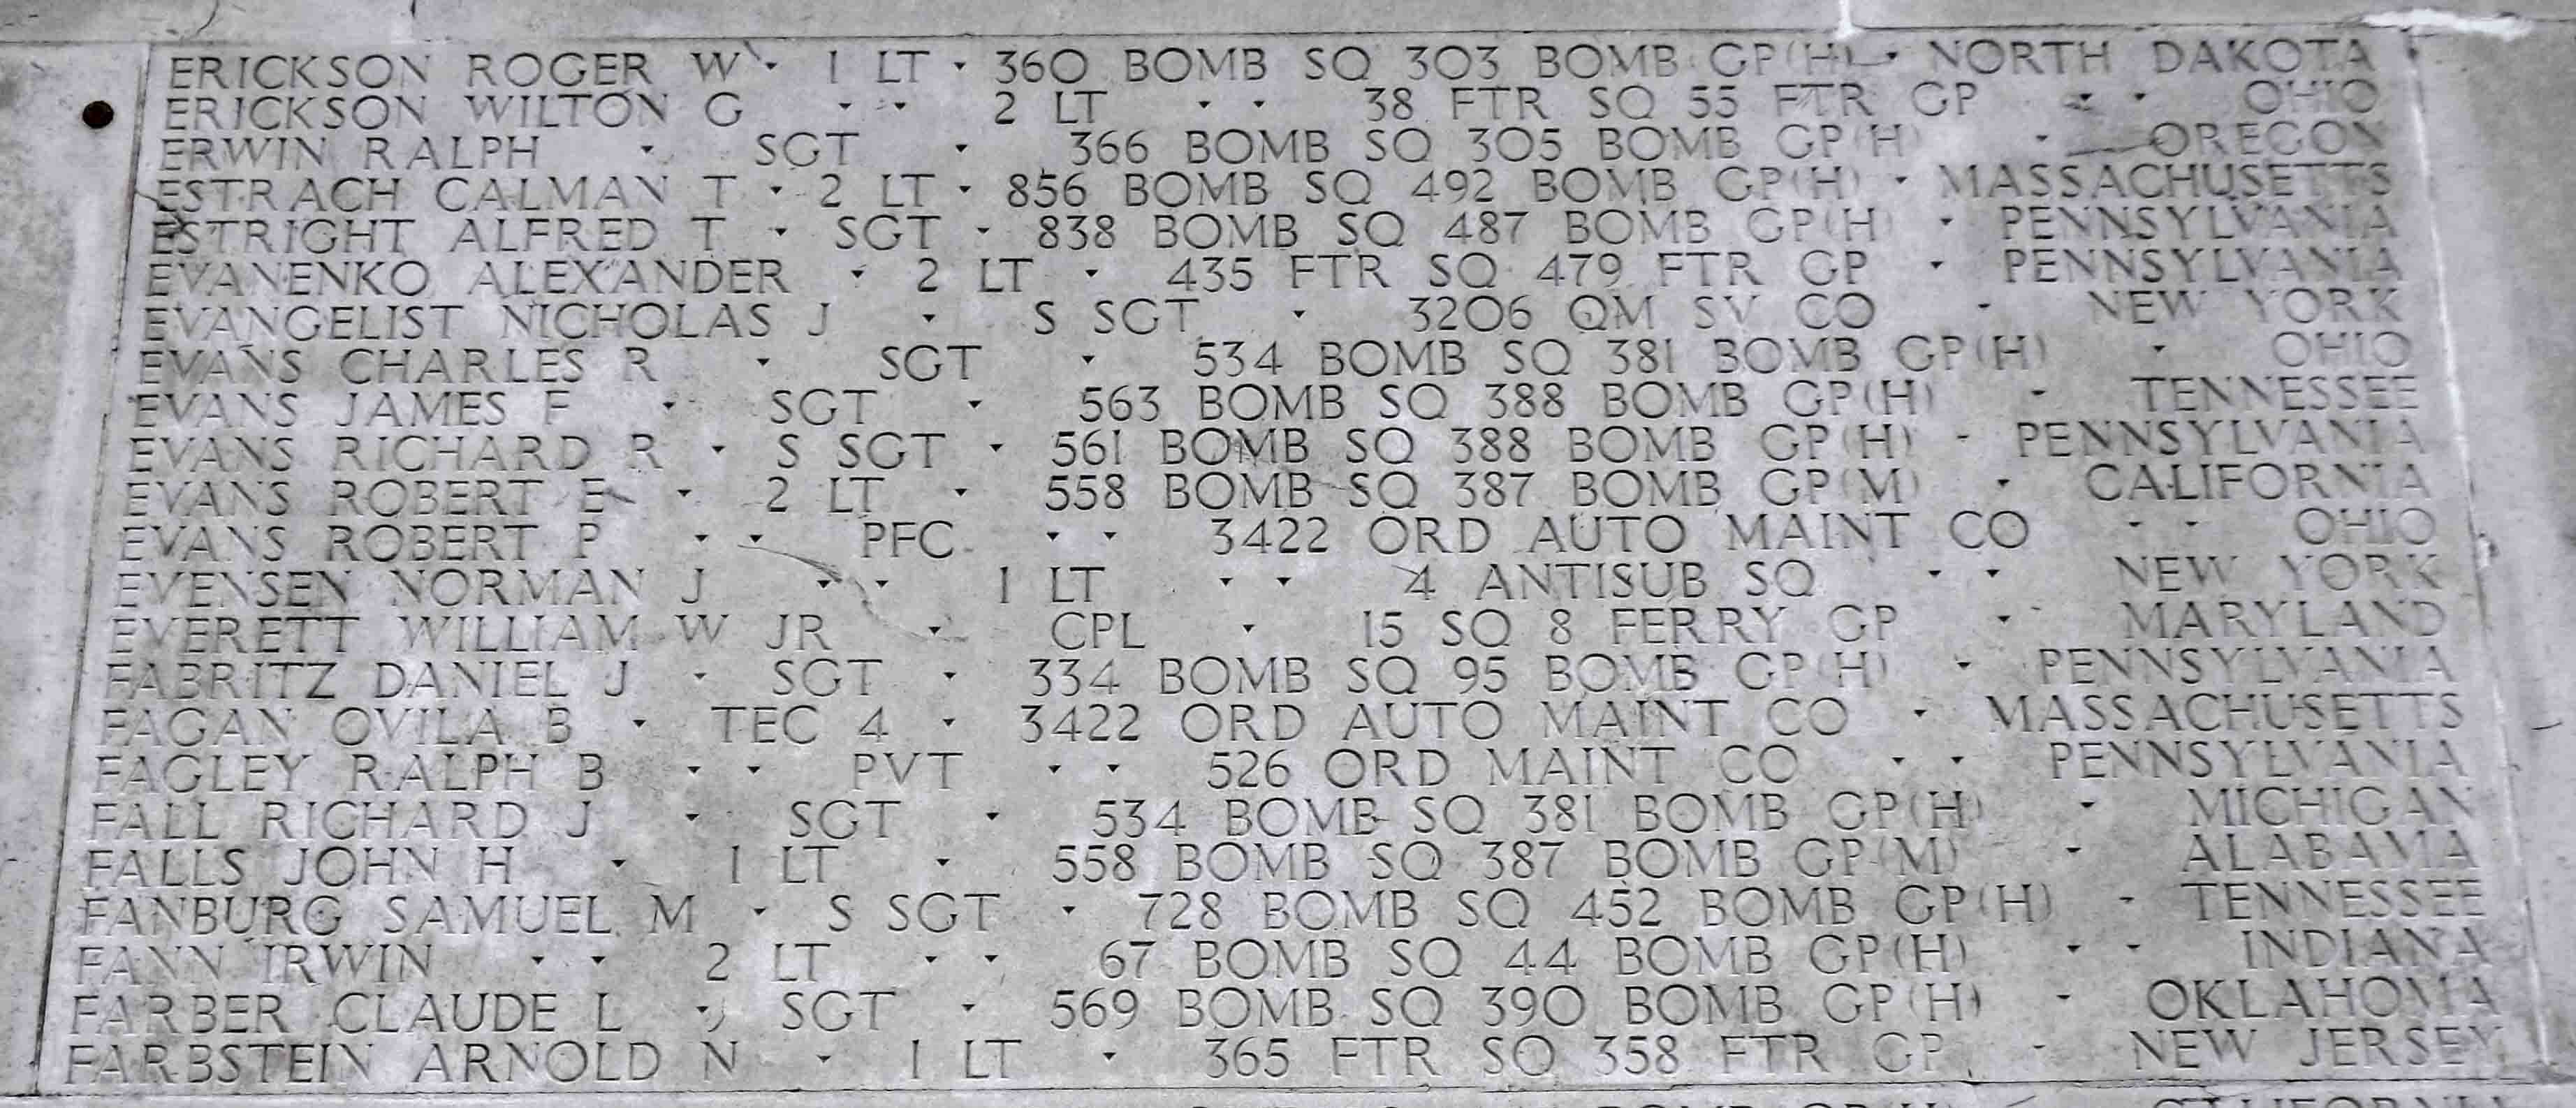 ERICKSON ROGER W · 1 LT · 360 BOMB SQ 303 BOMB GP(H) · NORTH DAKOTA
ERICKSON WILTON G · · 2 LT · · 38 FTR SQ 55 FTR GP · · OHIO
ERWIN RALPH · SGT · 366 BOMB SQ 305 BOMB GP(H) · OREGON
ESTRACH CALMAN T · 2 LT · 856 BOMB SQ 492 BOMB GP(H) · MASSACHUSETTS
ESTRIGHT ALFRED T · SGT · 838 BOMB SQ 487 BOMB GP(H) · PENNSYLVANIA
EVANENKO ALEXANDER · 2 LT · 435 FTR SQ 479 FTR GP · PENNSYLVANIA
EVANGELIST NICHOLAS J · S SGT · 3206 QM SV CO · NEW YORK
EVANS CHARLES R · SGT · 534 BOMB SQ 381 BOMB GP(H) · OHIO
EVANS JAMES F · SGT · 563 BOMB SQ 388 BOMB GP(H) · TENNESSEE
EVANS RICHARD R · S SGT · 561 BOMB SQ 388 BOMB GP(H) · PENNSYLVANIA
EVANS ROBERT E · 2 LT · 558 BOMB SQ 387 BOMB GP(M) · CALIFORNIA
EVANS ROBERT P · · PFC · · 3422 ORD AUTO MAINT CO · · OHIO
EVENSEN NORMAN J · · 1 LT · · 4 ANTISUB SQ · · NEW YORK
EVERETT WILLIAM W JR · CPL · 15 SQ 8 FERRY GP · MARYLAND
FABRITZ DANIEL J · SGT · 334 BOMB SQ 95 BOMB GP(H) · PENNSYLVANIA
FAGAN OVILA B · TEC 4 · 3422 ORD AUTO MAINT CO · MASSACHUSETTS
FAGLEY RALPH B · · PVT · · 526 ORD MAINT CO · · PENNSYLVANIA
FALL RICHARD J · SGT · 534 BOMB SQ 381 BOMB GP(H) · MICHIGAN
FALLS JOHN H · 1 LT · 558 BOMB SQ 387 BOMB GP(M) · ALABAMA
FANBURG SAMUEL M · S SGT · 728 BOMB SQ 452 BOMB GP(H) · TENNESSEE
FANN IRWIN · · 2 LT · · 67 BOMB SQ 44 BOMB GP(H) · · INDIANA
FARBER CLAUDE L · SGT · 569 BOMB SQ 390 BOMB GP(H) · OKLAHOMA
FARBSTEIN ARNOLD N · 1 LT · 365 FTR SQ 358 FTR GP · NEW JERSEY